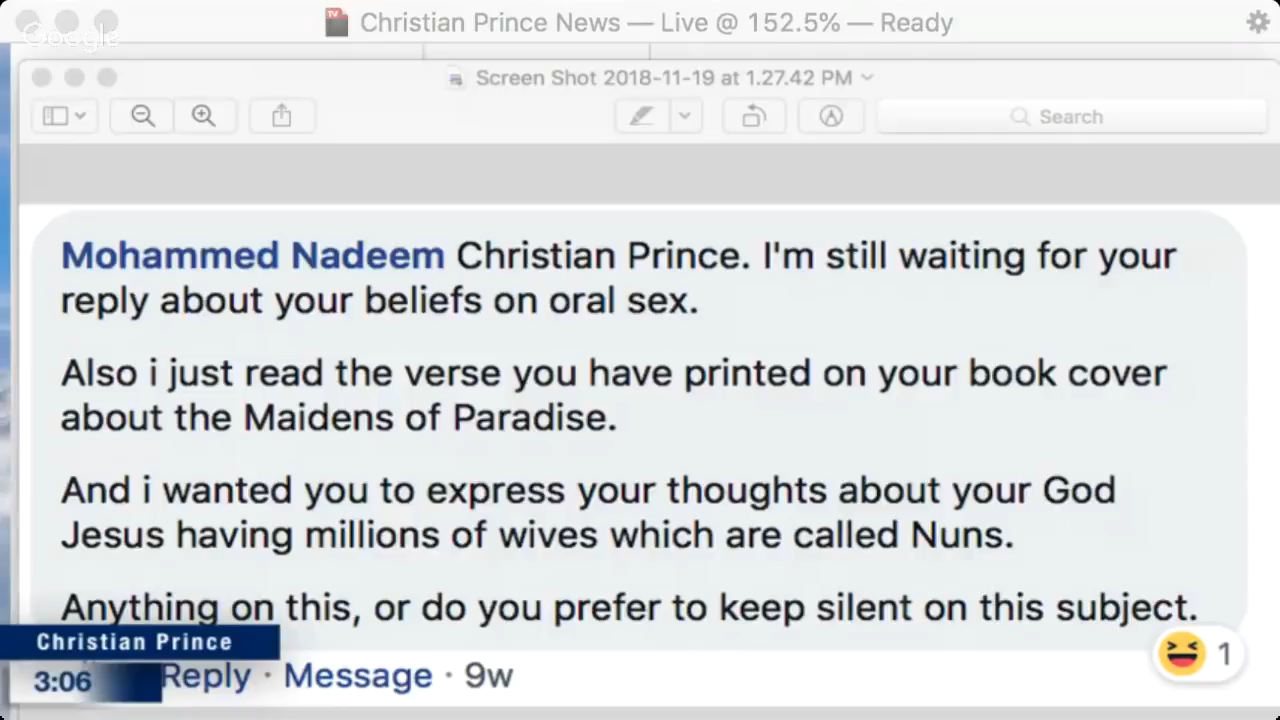 Google
Christian Prince News — Live @ 152.5% — Ready
Screen Shot 2018-11-19 at 1.27.42 PM
Search
Mohammed Nadeem Christian Prince. I'm still waiting for your
reply about your beliefs on oral sex.
Also i just read the verse you have printed on your book cover
about the Maidens of Paradise.
And i wanted you to express your thoughts about your God
Jesus having millions of wives which are called Nuns.
Anything on this, or do you prefer to keep silent on this subject.
Christian Prince
3:06
Reply · Message · 9w
1